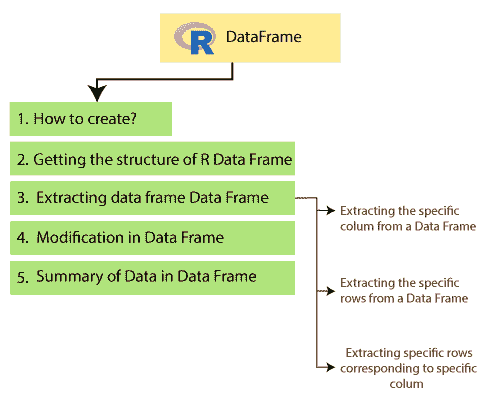 R DataFrame
1. How to create?
2. Getting the structure of R Data Frame
3. Extracting data frame Data Frame
4. Modification in Data Frame
5. Summary of Data in Data Frame
Extracting the specific
colum from a Data Frame
Extracting the specific
rows from a Data Frame
Extracting specific rows
corresponding to specific
colum